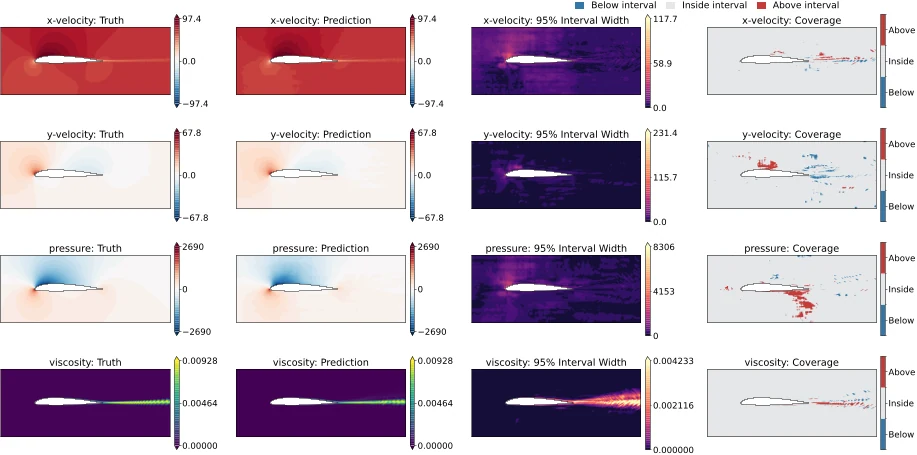 Below interval Inside interval Above interval
x-velocity: Truth x-velocity: Prediction x-velocity: 95% Interval Width x-velocity: Coverage
97.4 97.4 117.7 Above
0.0 0.0 58.9 Inside
−97.4 −97.4 0.0 Below
y-velocity: Truth y-velocity: Prediction y-velocity: 95% Interval Width y-velocity: Coverage
67.8 67.8 231.4 Above
0.0 0.0 115.7 Inside
−67.8 −67.8 0.0 Below
pressure: Truth pressure: Prediction pressure: 95% Interval Width pressure: Coverage
2690 2690 8306 Above
0 0 4153 Inside
−2690 −2690 0 Below
viscosity: Truth viscosity: Prediction viscosity: 95% Interval Width viscosity: Coverage
0.00928 0.00928 0.004233 Above
0.00464 0.00464 0.002116 Inside
0.00000 0.00000 0.000000 Below